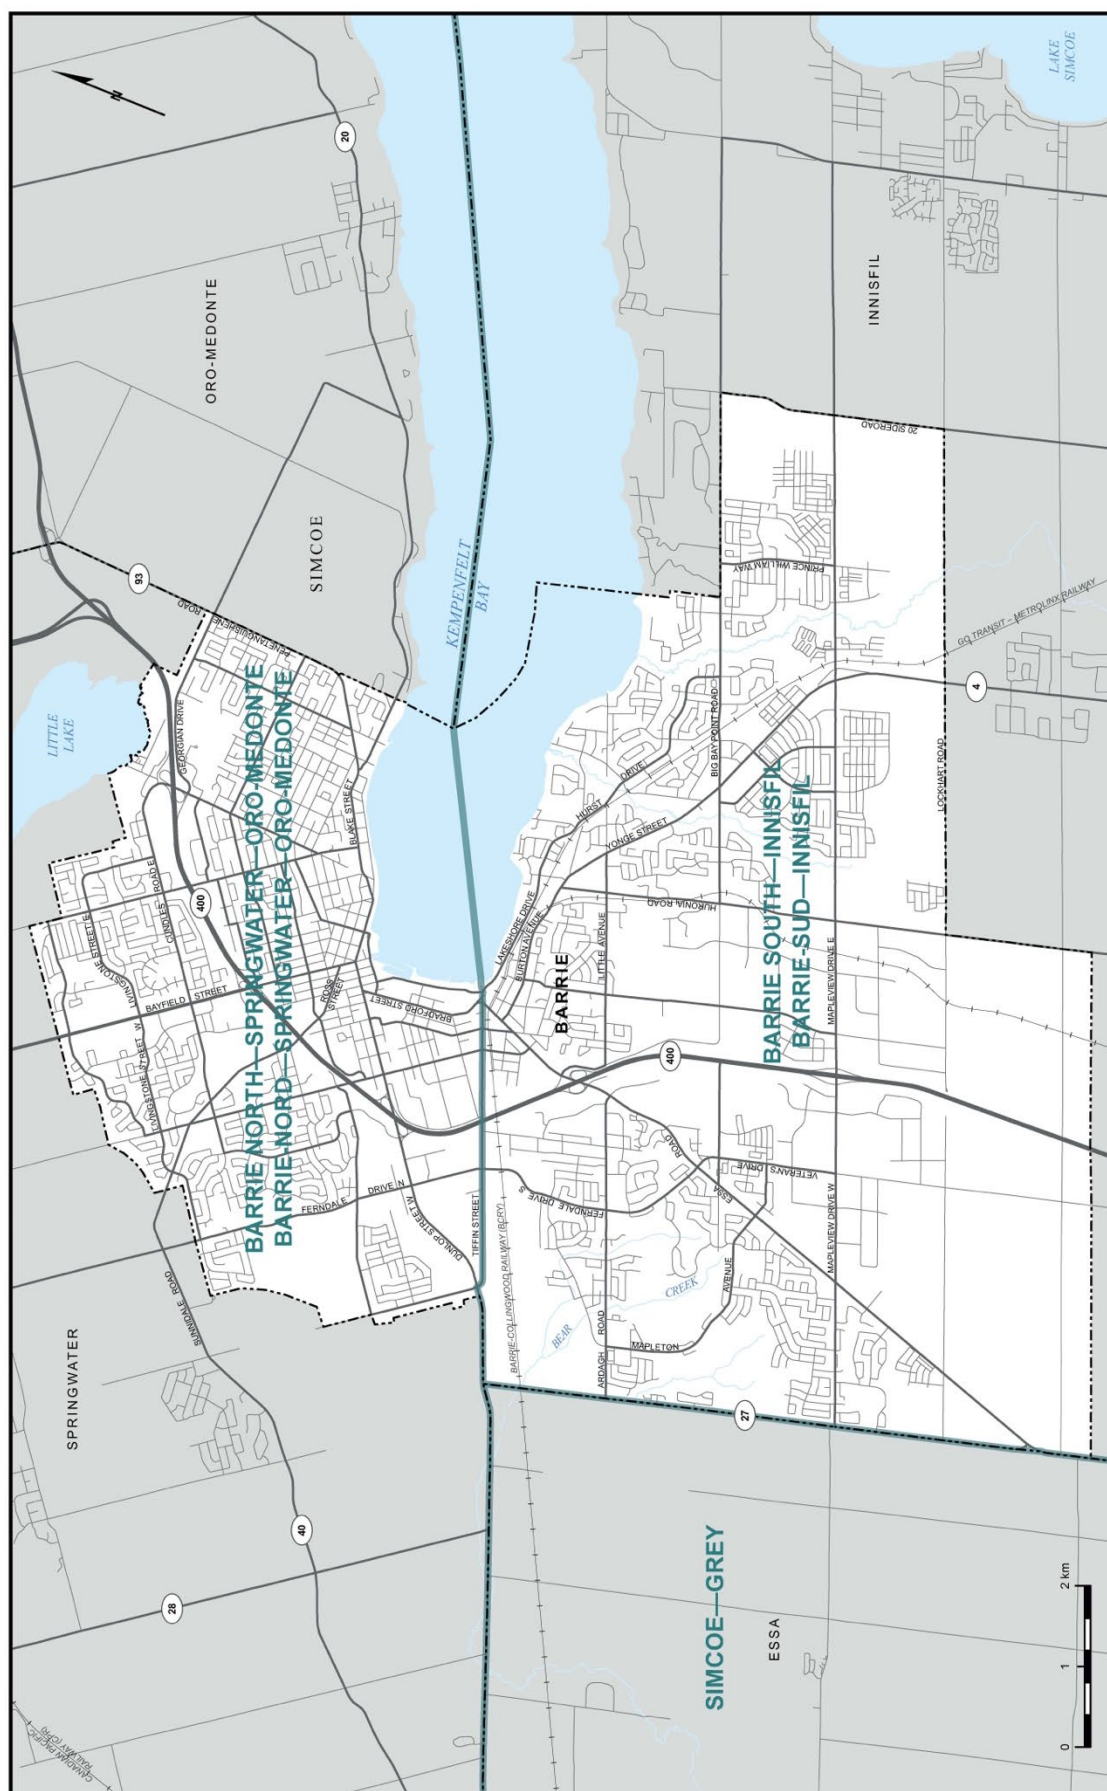 LAKE
SIMCOE
N
20
ORO-MEDONTE
INNISFIL
SIMCOE
93
PENETANGUISHENE
ROAD
KEMPENFELT
BAY
20 SIDEROAD
PRINCE WILLIAM WAY
GO TRANSIT – METROLINX RAILWAY
4
LITTLE
LAKE
GEORGIAN DRIVE
BLAKE STREET
BIG BAY POINT ROAD
LOCKHART ROAD
HURST
DRIVE
YONGE STREET
400
CUNDLES ROAD E
LIVINGSTONE STREET E
BAYFIELD STREET
LIVINGSTONE STREET W
ROSS
STREET
BRADFORD STREET
LAKESHORE DRIVE
BURTON AVENUE
BARRIE
LITTLE AVENUE
HURONIA ROAD
MAPLEVIEW DRIVE E
BARRIE NORTH—SPRINGWATER—ORO-MEDONTE
BARRIE-NORD—SPRINGWATER—ORO-MEDONTE
BARRIE SOUTH—INNISFIL
BARRIE-SUD—INNISFIL
400
FERNDALE
DRIVE N
DUNLOP STREET W
TIFFIN STREET
BARRIE-COLLINGWOOD RAILWAY (BCRY)
FERNDALE DRIVE S
ESSA
ROAD
VETERAN'S DRIVE
MAPLEVIEW DRIVE W
BEAR
CREEK
ARDAGH
ROAD
MAPLETON
AVENUE
27
SUNNIDALE ROAD
SPRINGWATER
40
28
CANADIAN PACIFIC
RAILWAY (CPR)
SIMCOE—GREY
ESSA
0
1
2 km